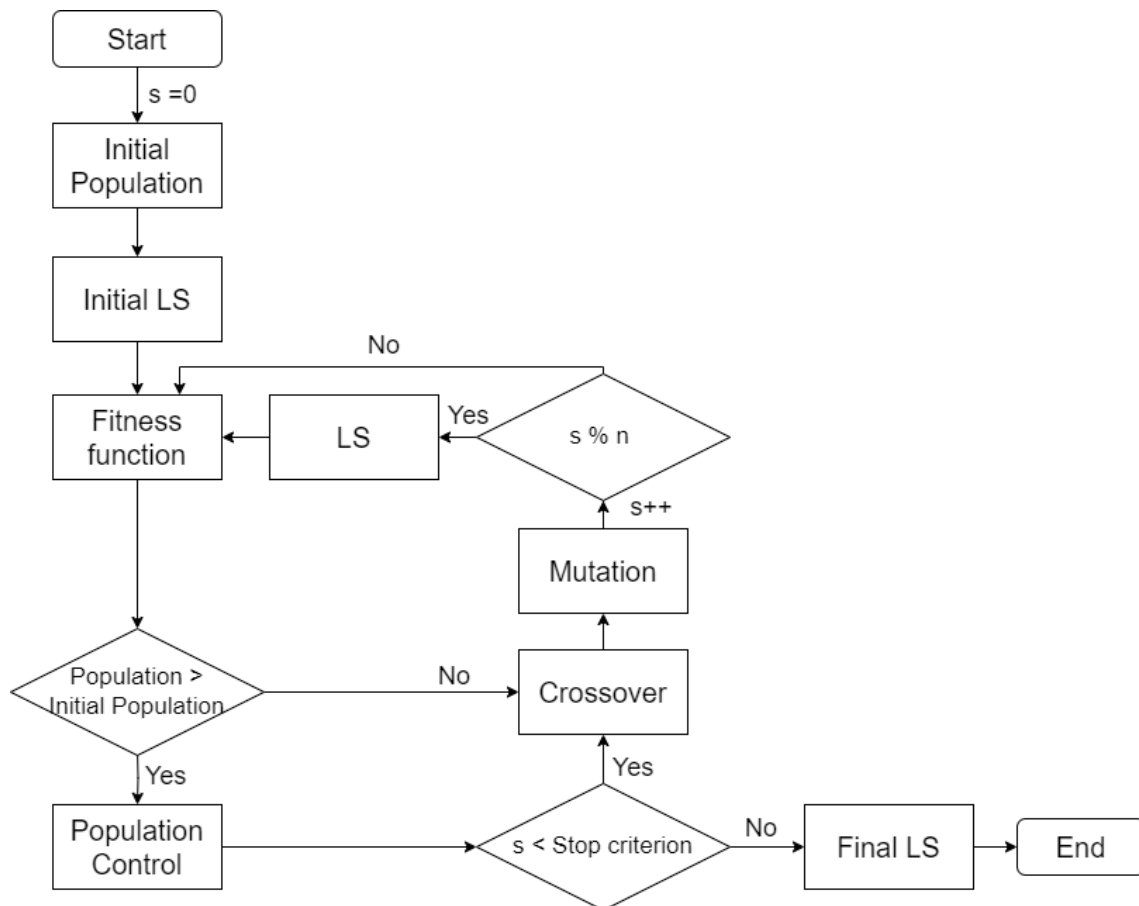 Start
s =0
Initial
Population
Initial LS
No
Fitness
function
LS
Yes
s % n
s++
Mutation
Population >
Initial Population
No
Crossover
Yes
Yes
Population
Control
s < Stop criterion
No
Final LS
End